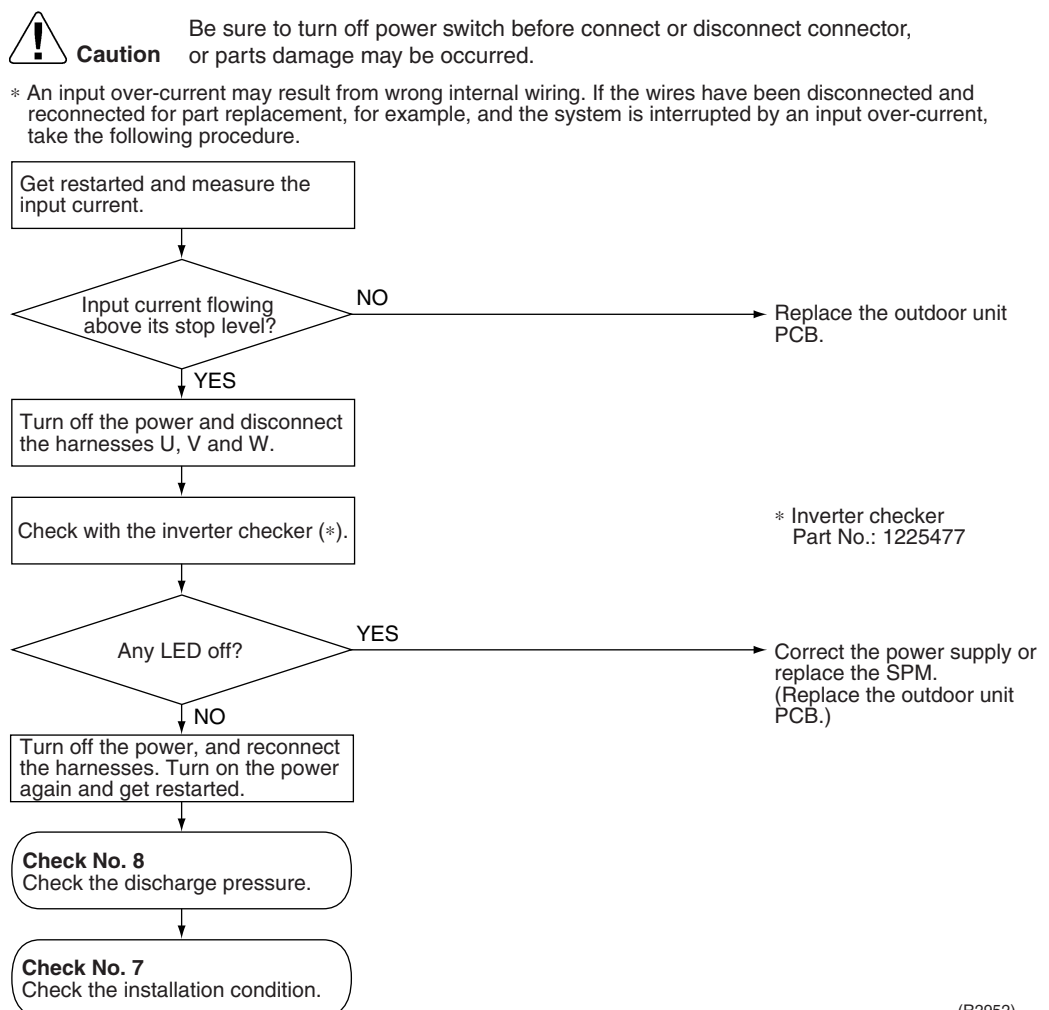 Caution
Be sure to turn off power switch before connect or disconnect connector,
or parts damage may be occurred.
∗ An input over-current may result from wrong internal wiring. If the wires have been disconnected and
reconnected for part replacement, for example, and the system is interrupted by an input over-current,
take the following procedure.
Get restarted and measure the
input current.
Input current flowing
above its stop level?
NO
Replace the outdoor unit
PCB.
YES
Turn off the power and disconnect
the harnesses U, V and W.
Check with the inverter checker (∗).
∗ Inverter checker
Part No.: 1225477
Any LED off?
YES
Correct the power supply or
replace the SPM.
(Replace the outdoor unit
PCB.)
NO
Turn off the power, and reconnect
the harnesses. Turn on the power
again and get restarted.
Check No. 8
Check the discharge pressure.
Check No. 7
Check the installation condition.